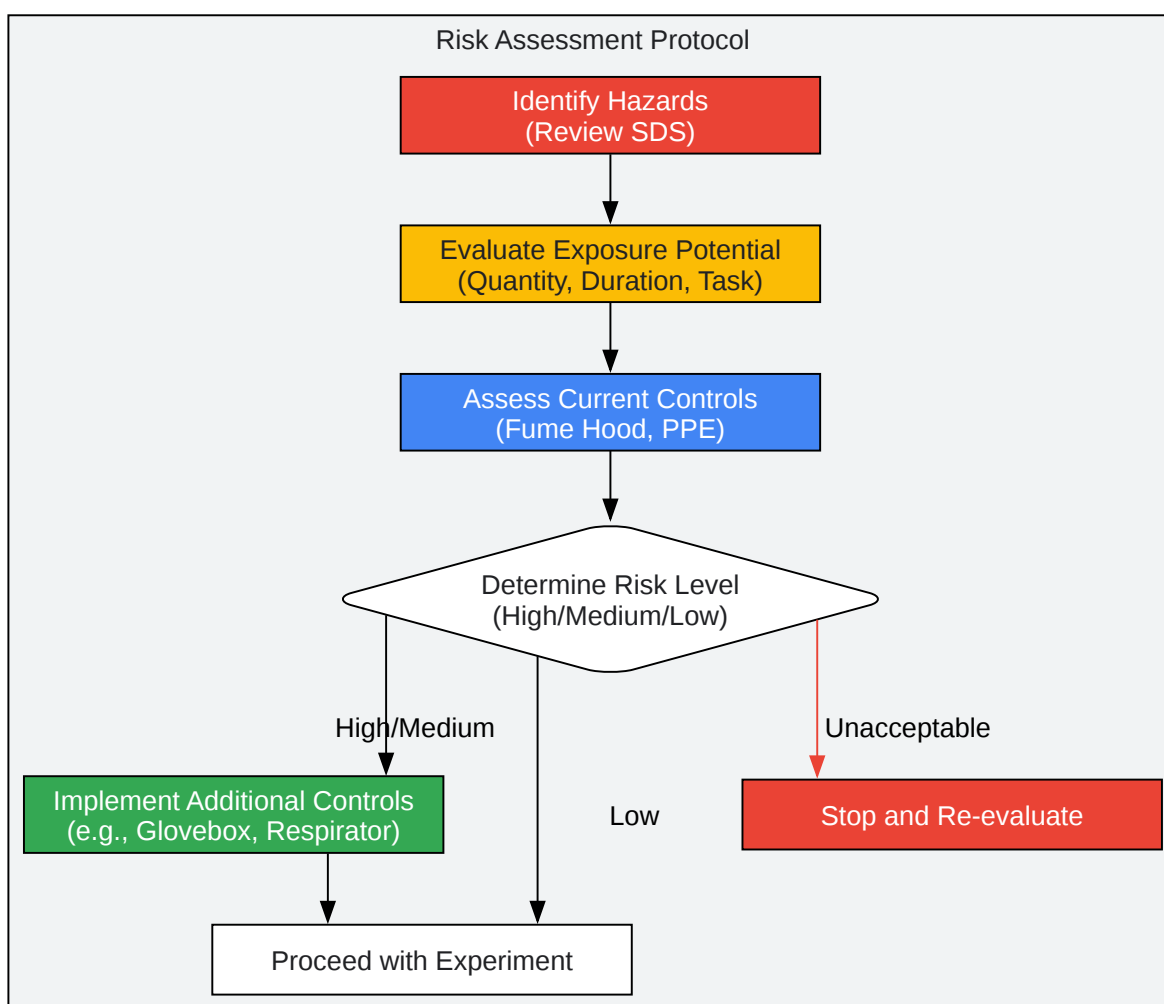 Risk Assessment Protocol
Identify Hazards
(Review SDS)
Evaluate Exposure Potential
(Quantity, Duration, Task)
Assess Current Controls
(Fume Hood, PPE)
Determine Risk Level
(High/Medium/Low)
High/Medium
Unacceptable
Implement Additional Controls
(e.g., Glovebox, Respirator)
Low
Stop and Re-evaluate
Proceed with Experiment